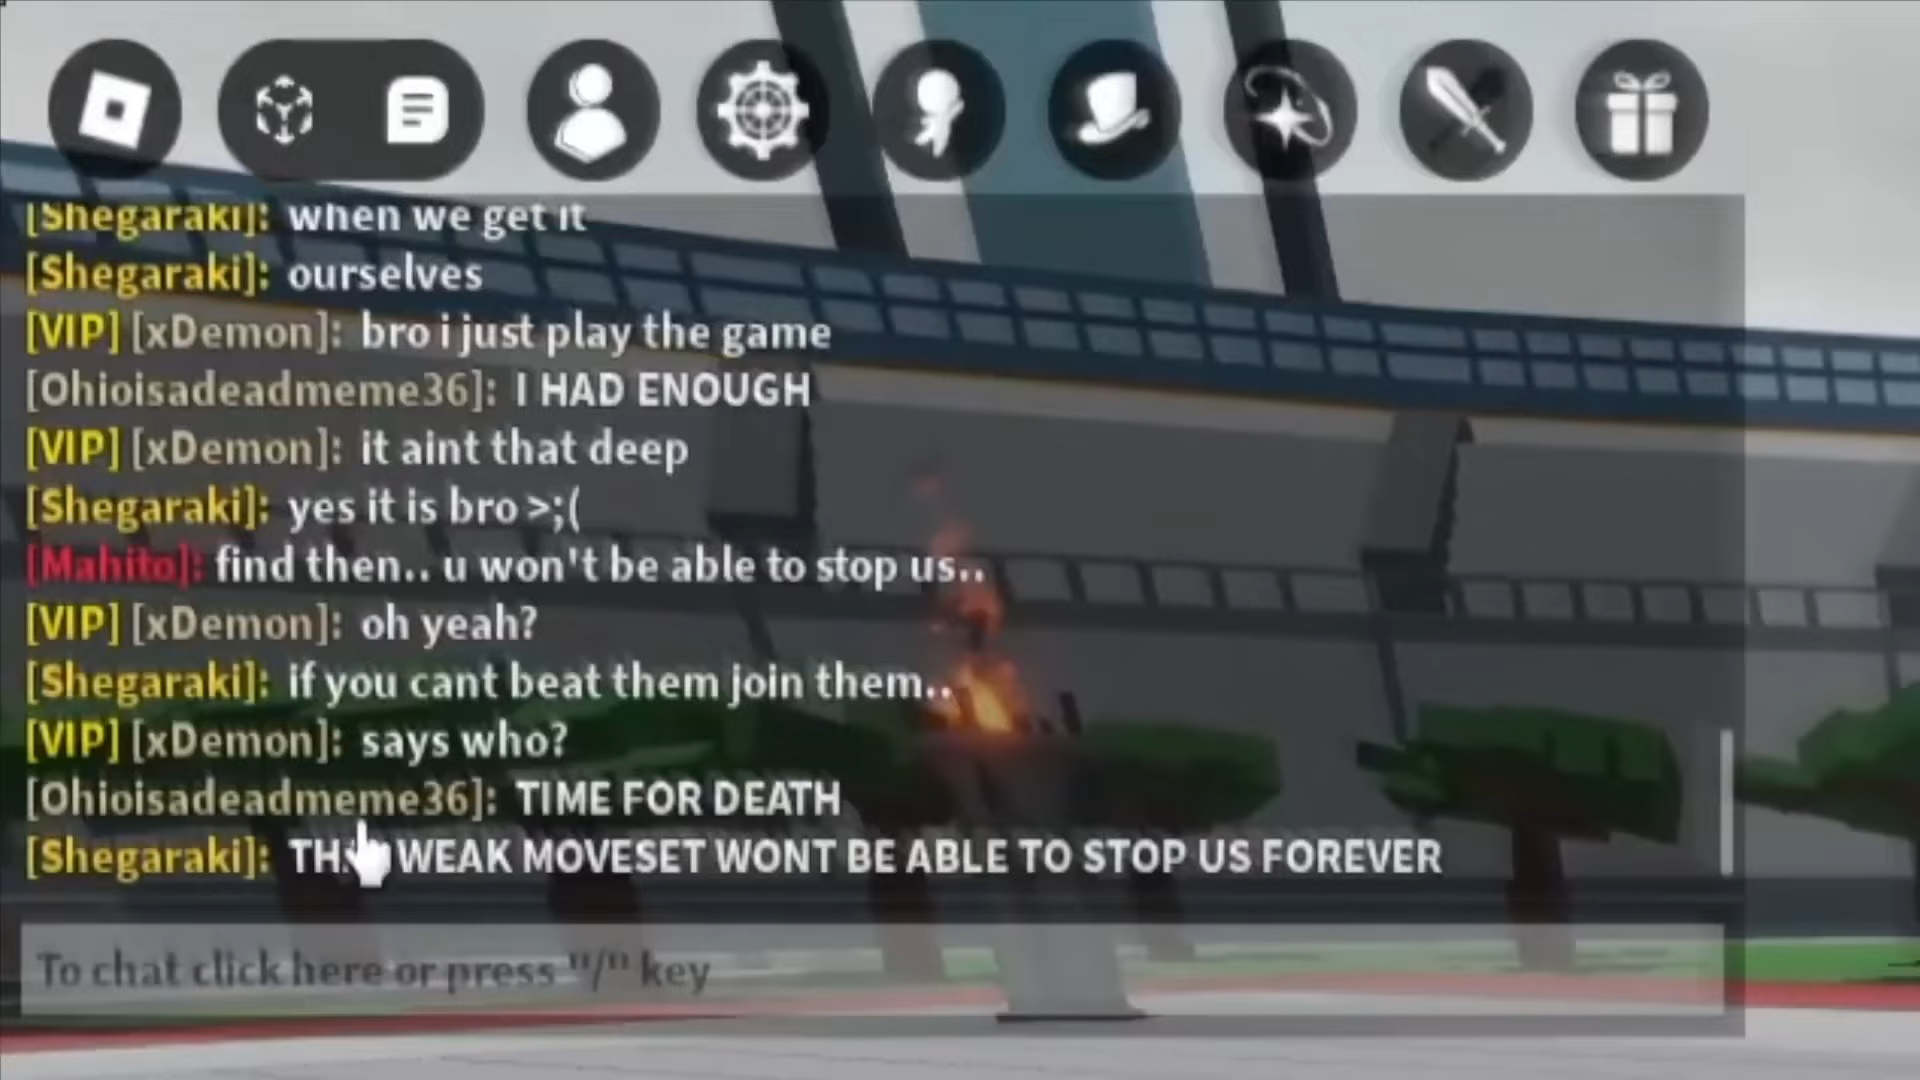 [Shegaraki]: when we get it
[Shegaraki]: ourselves
[VIP] [xDemon]: bro i just play the game
[Ohioisadeadmeme36]: I HAD ENOUGH
[VIP] [xDemon]: it aint that deep
[Shegaraki]: yes it is bro >;(
[Mahito]: find then.. u won't be able to stop us..
[VIP] [xDemon]: oh yeah?
[Shegaraki]: if you cant beat them join them..
[VIP] [xDemon]: says who?
[Ohioisadeadmeme36]: TIME FOR DEATH
[Shegaraki]: WEAK MOVESET WONT BE ABLE TO STOP US FOREVER
To chat click here or press "/" key